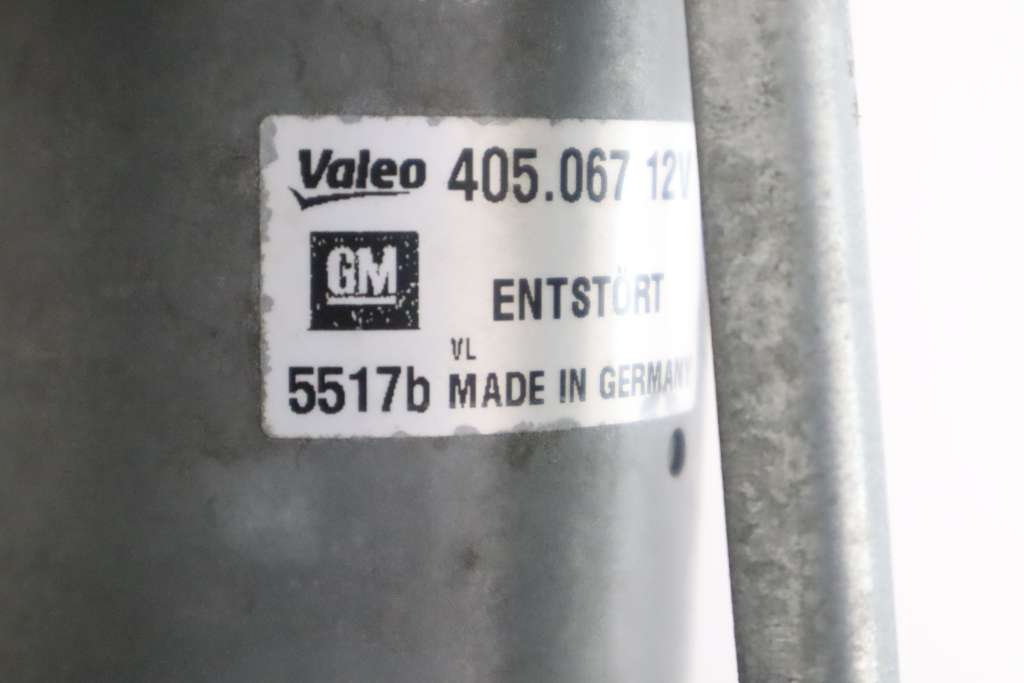 Valeo 405.067 12V
GM
ENTSTÖRT
VL
5517b MADE IN GERMANY